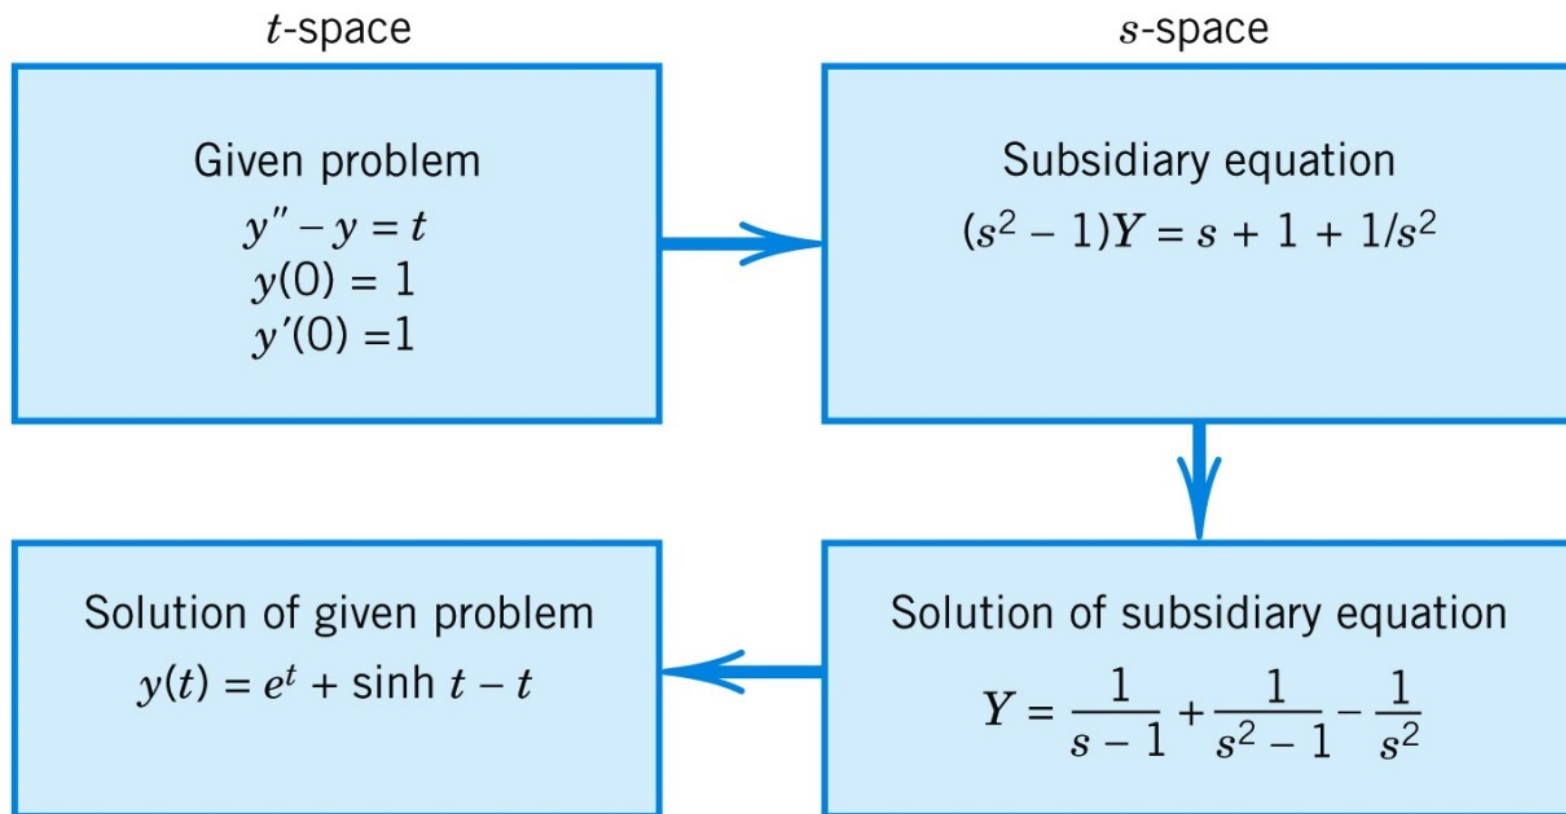 t-space
s-space
Given problem
y″ – y = t
y(0) = 1
y′(0) =1
Subsidiary equation
(s² – 1)Y = s + 1 + 1/s²
Solution of given problem
y(t) = eᵗ + sinh t – t
Solution of subsidiary equation
Y = 1/(s – 1) + 1/(s² – 1) – 1/s²